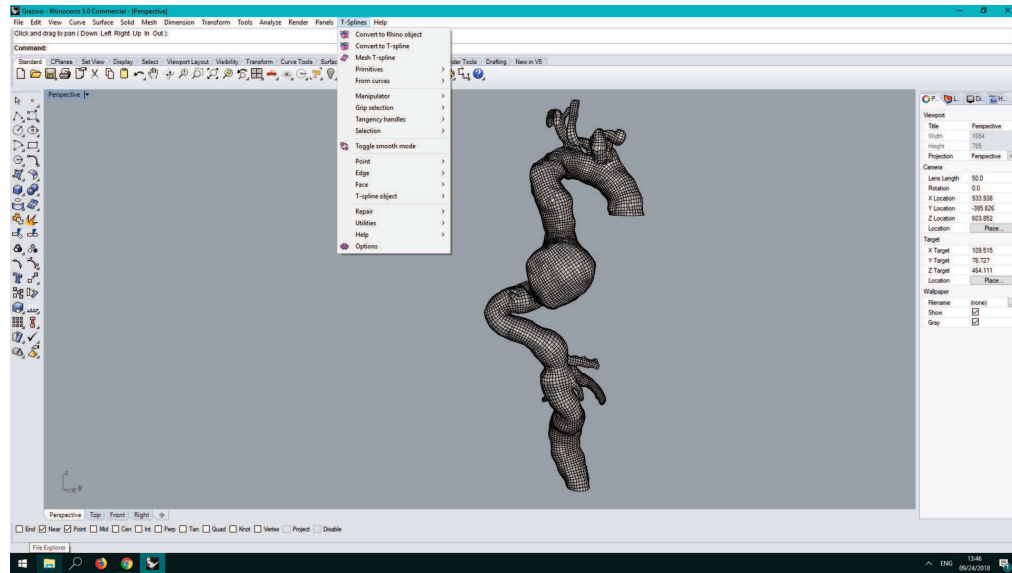 Graziosi - Rhinoceros 5.0 Commercial - [Perspective]
File Edit View Curve Surface Solid Mesh Dimension Transform Tools Analyze Render Panels T-Splines Help
Click and drag to pan ( Down Left Right Up In Out ):
Command:
Standard CPlanes Set View Display Select Viewport Layout Visibility Transform Curve Tools Surfac der Tools Drafting New in V5
Perspective
Convert to Rhino object
Convert to T-spline
Mesh T-spline
Primitives
From curves
Manipulator
Grip selection
Tangency handles
Selection
Toggle smooth mode
Point
Edge
Face
T-spline object
Repair
Utilities
Help
Options
P... L... Di... H...
Viewport
Title Perspective
Width 1654
Height 795
Projection Perspective
Camera
Lens Length 50.0
Rotation 0.0
X Location 933.938
Y Location -385.826
Z Location 603.852
Location Place...
Target
X Target 109.515
Y Target 78.727
Z Target 464.111
Location Place...
Wallpaper
Filename (none)
Show
Gray
z
x y
Perspective Top Front Right
End Near Point Mid Cen Int Perp Tan Quad Knot Vertex Project Disable
File Explorer
ENG
13:46
09/24/2018